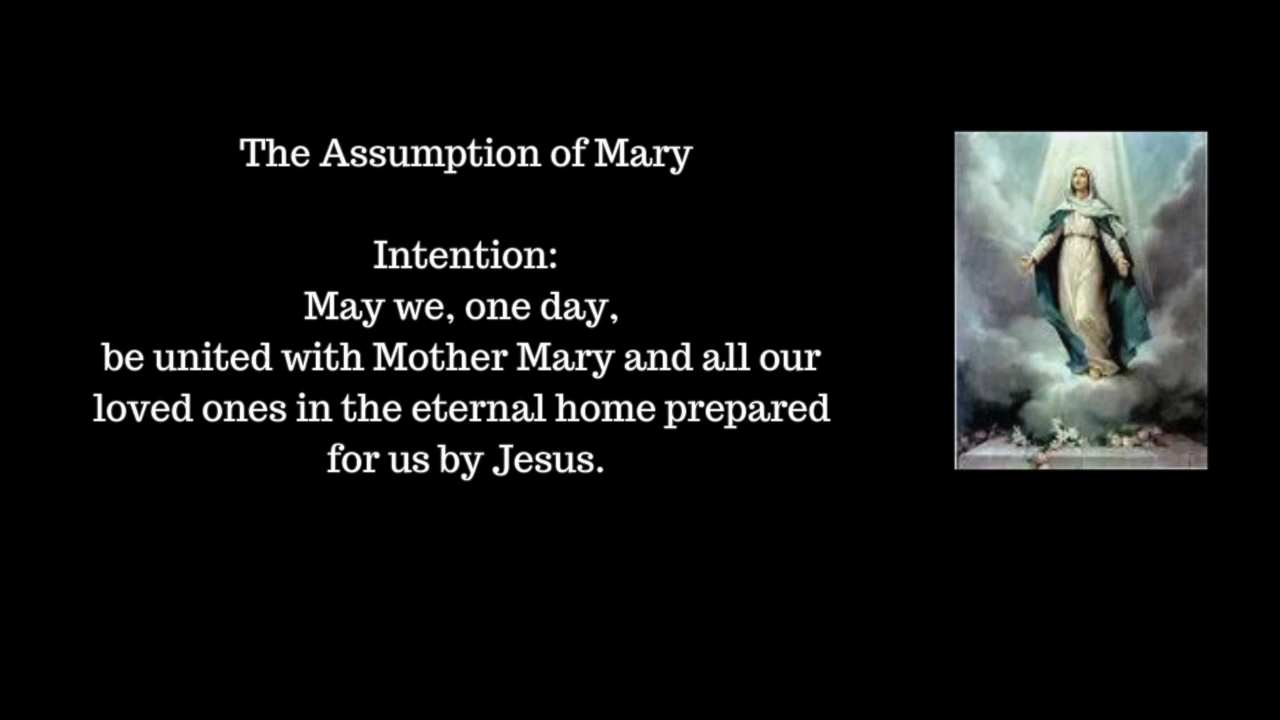 The Assumption of Mary
Intention:
May we, one day,
be united with Mother Mary and all our
loved ones in the eternal home prepared
for us by Jesus.